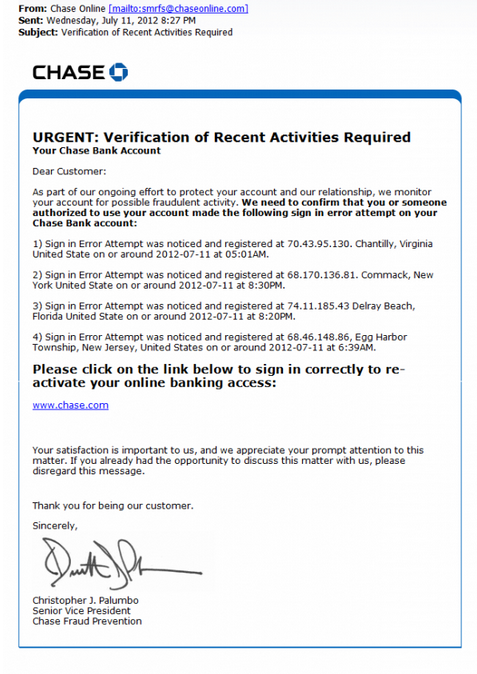 From: Chase Online [mailto:smrfs@chaseonline.com]
Sent: Wednesday, July 11, 2012 8:27 PM
Subject: Verification of Recent Activities Required
CHASE
URGENT: Verification of Recent Activities Required
Your Chase Bank Account
Dear Customer:
As part of our ongoing effort to protect your account and our relationship, we monitor
your account for possible fraudulent activity. We need to confirm that you or someone
authorized to use your account made the following sign in error attempt on your
Chase Bank account:
1) Sign in Error Attempt was noticed and registered at 70.43.95.130. Chantilly, Virginia
United State on or around 2012-07-11 at 05:01AM.
2) Sign in Error Attempt was noticed and registered at 68.170.136.81. Commack, New
York United State on or around 2012-07-11 at 8:30PM.
3) Sign in Error Attempt was noticed and registered at 74.11.185.43 Delray Beach,
Florida United State on or around 2012-07-11 at 8:20PM.
4) Sign in Error Attempt was noticed and registered at 68.46.148.86, Egg Harbor
Township, New Jersey, United States on or around 2012-07-11 at 6:39AM.
Please click on the link below to sign in correctly to re-
activate your online banking access:
www.chase.com
Your satisfaction is important to us, and we appreciate your prompt attention to this
matter. If you already had the opportunity to discuss this matter with us, please
disregard this message.
Thank you for being our customer.
Sincerely,
Christopher J. Palumbo
Senior Vice President
Chase Fraud Prevention